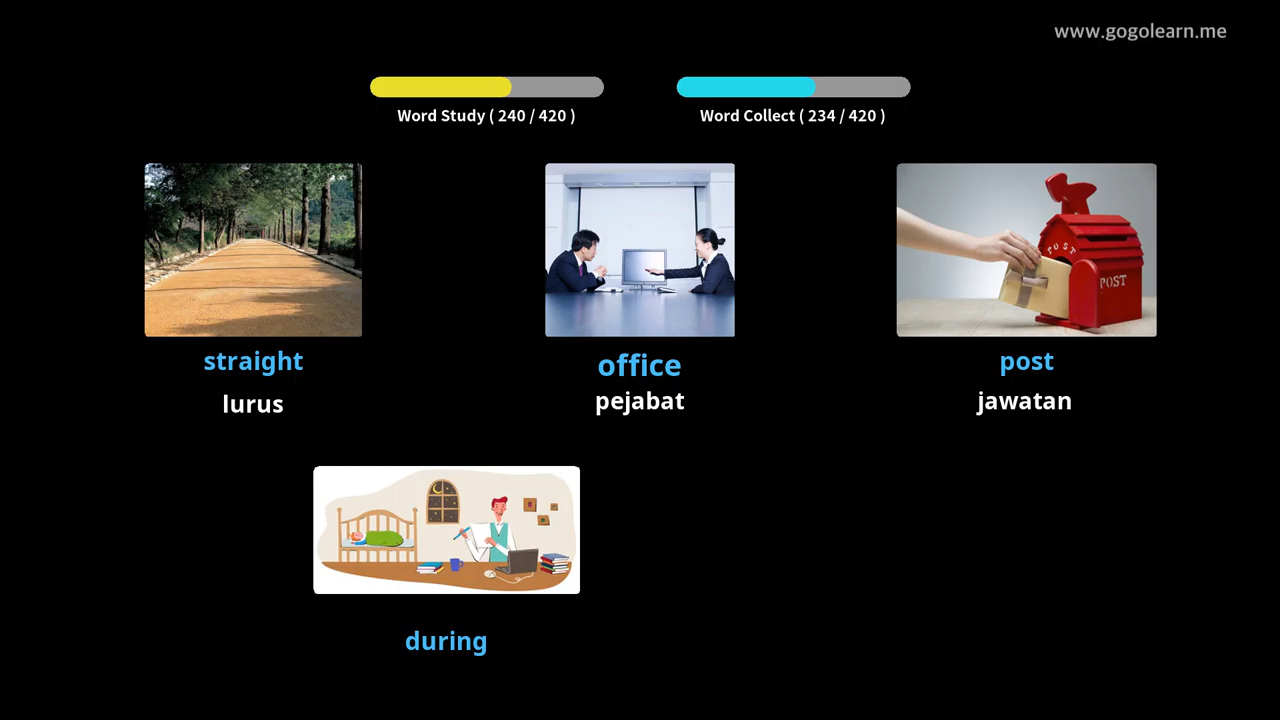 www.gogolearn.me
Word Study ( 240 / 420 )
Word Collect ( 234 / 420 )
POST
POST
straight
office
post
lurus
pejabat
jawatan
during